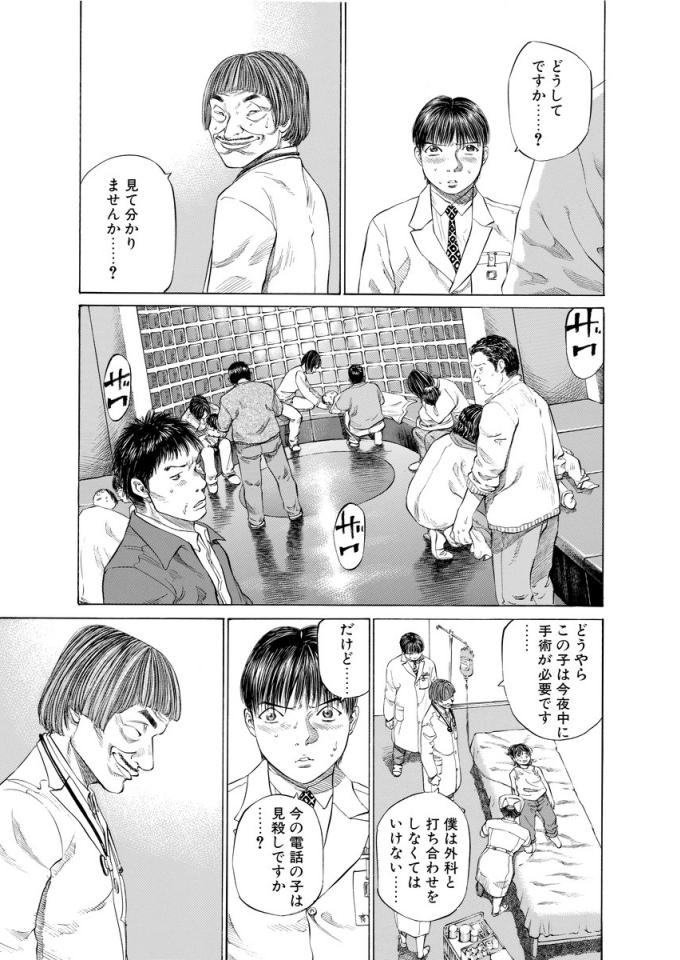 どうして
ですか……?
見て分かり
ませんか……?
ザワ
ザワ
ザワ
どうやら
この子は今夜中に
手術が必要です
……
僕は外科と
打ち合わせを
しなくては
いけない……
だけど……
今の電話の子は
見殺しですか
……?